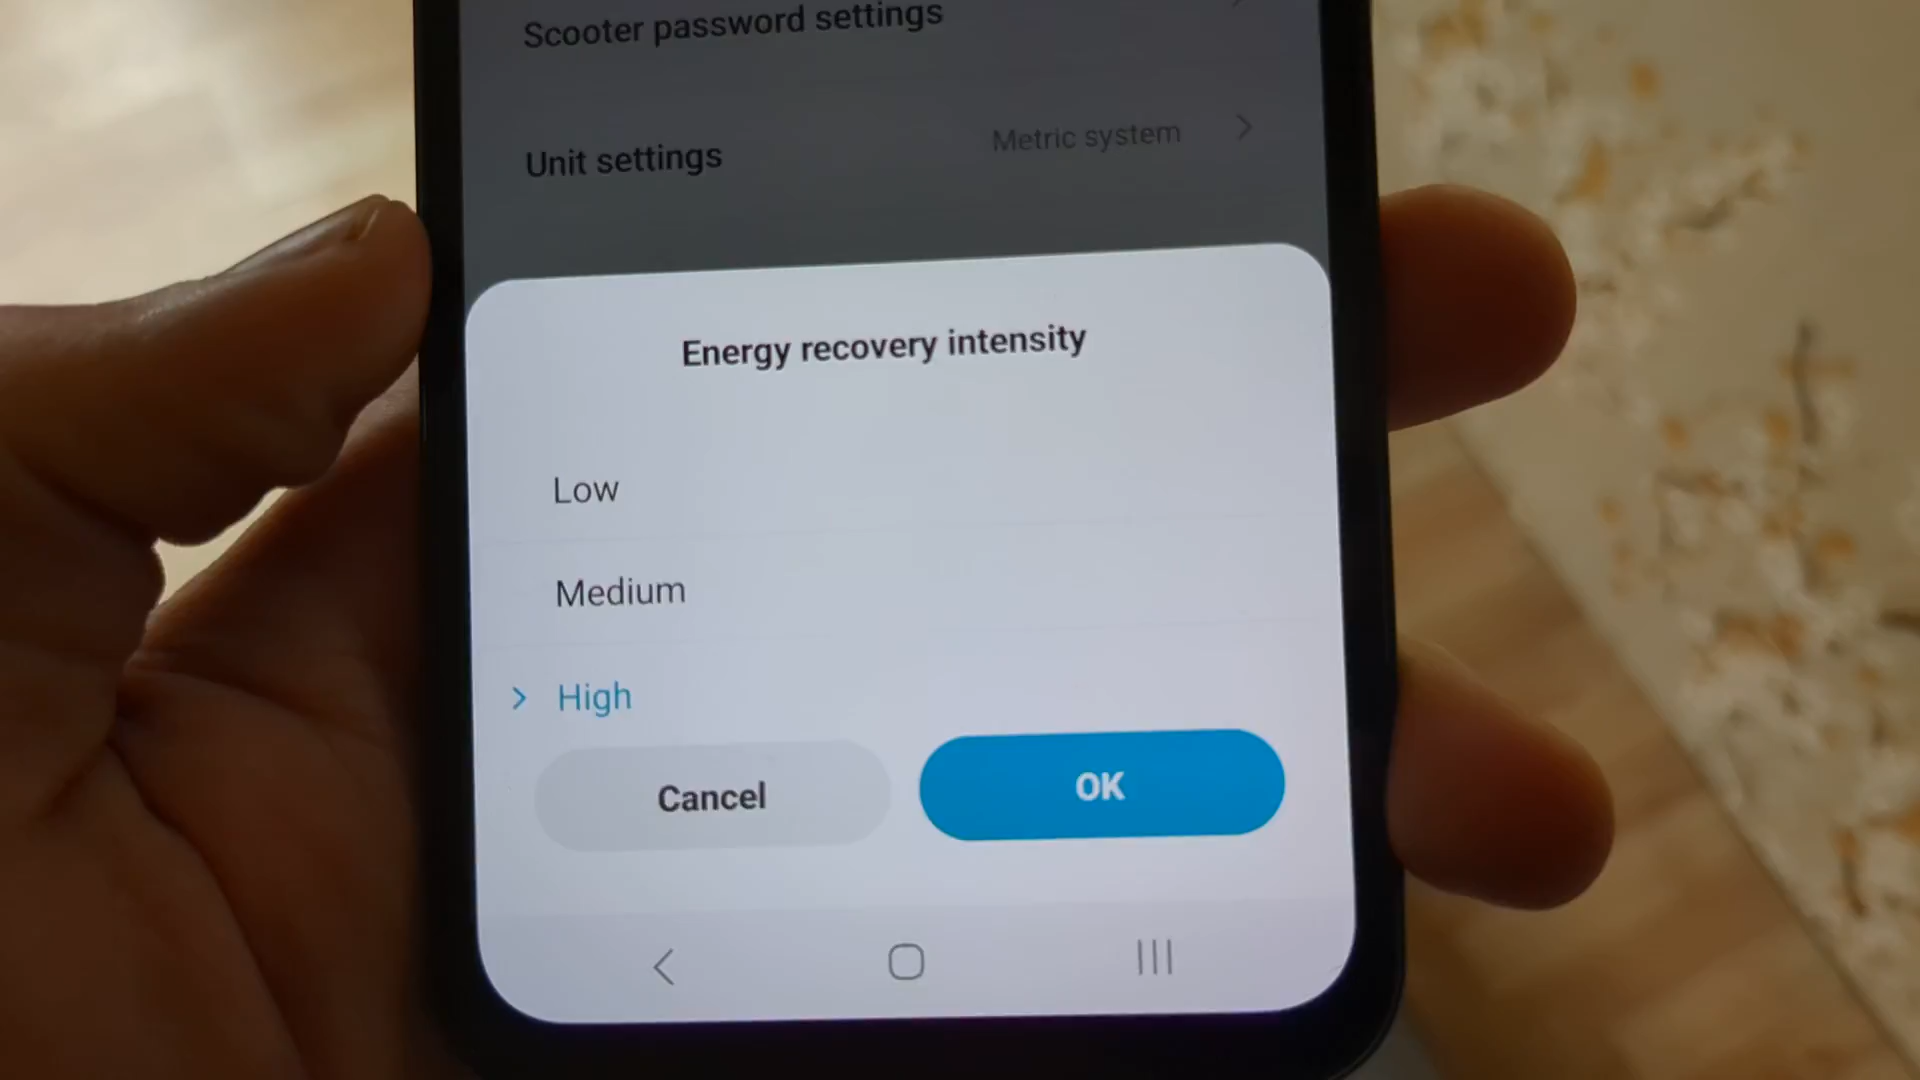 Scooter password settings
Unit settings
Metric system
Energy recovery intensity
Low
Medium
High
Cancel
OK